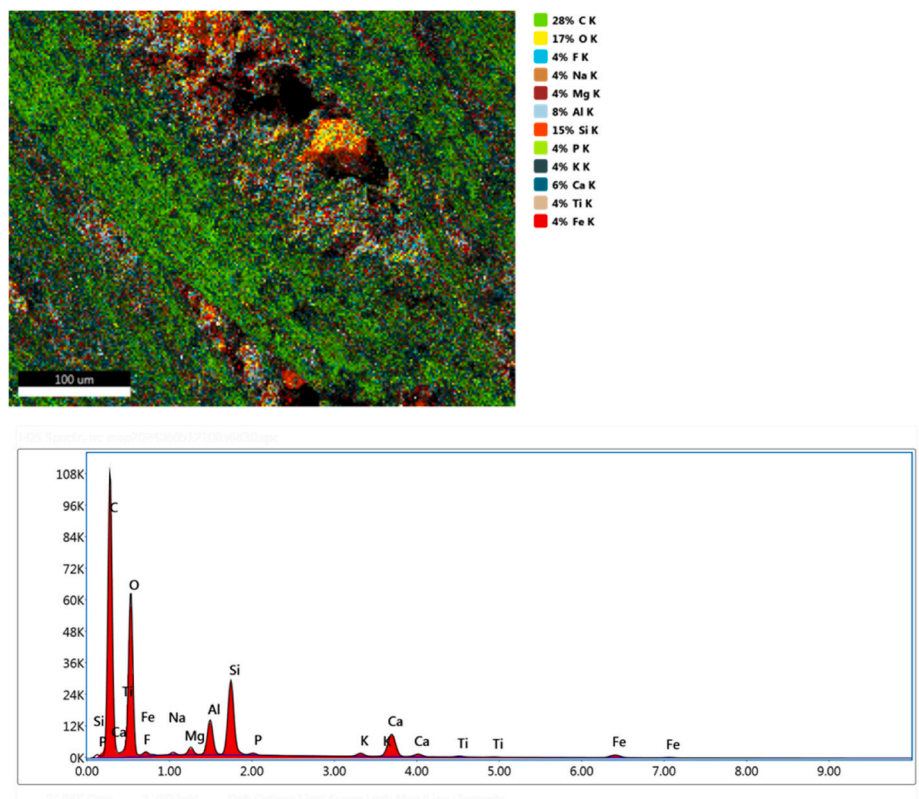 28% C K
17% O K
4% F K
4% Na K
4% Mg K
8% Al K
15% Si K
4% P K
4% K K
6% Ca K
4% Ti K
4% Fe K
100 um
108K
96K
84K
72K
60K
48K
36K
24K
12K
0K
C
O
Ti
Si
Ca
Fe
F
Na
Mg
Al
Si
P
K
K
Ca
Ca
Ti
Ti
Fe
Fe
0.00 1.00 2.00 3.00 4.00 5.00 6.00 7.00 8.00 9.00